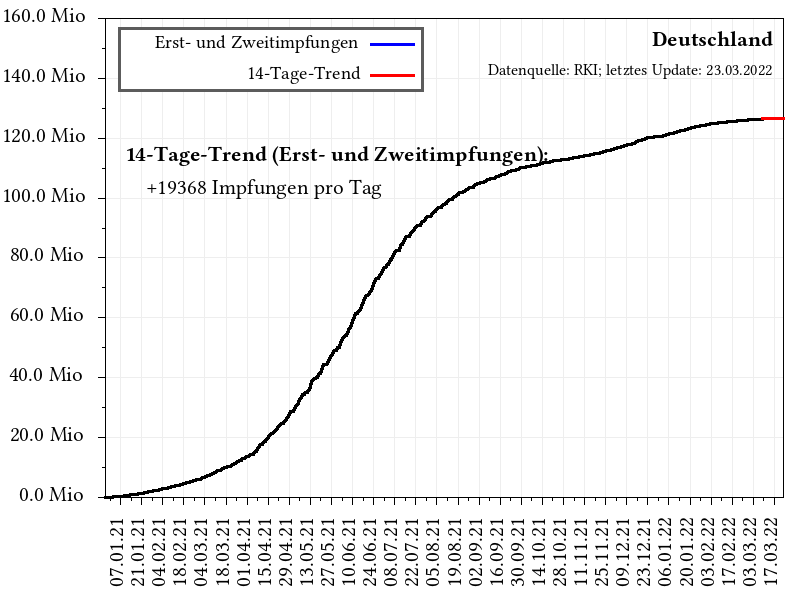 160.0 Mio
140.0 Mio
120.0 Mio
100.0 Mio
80.0 Mio
60.0 Mio
40.0 Mio
20.0 Mio
0.0 Mio
Erst- und Zweitimpfungen
14-Tage-Trend
Deutschland
Datenquelle: RKI; letztes Update: 23.03.2022
14-Tage-Trend (Erst- und Zweitimpfungen):
+19368 Impfungen pro Tag
07.01.21
21.01.21
04.02.21
18.02.21
04.03.21
18.03.21
01.04.21
15.04.21
29.04.21
13.05.21
27.05.21
10.06.21
24.06.21
08.07.21
22.07.21
05.08.21
19.08.21
02.09.21
16.09.21
30.09.21
14.10.21
28.10.21
11.11.21
25.11.21
09.12.21
23.12.21
06.01.22
20.01.22
03.02.22
17.02.22
03.03.22
17.03.22